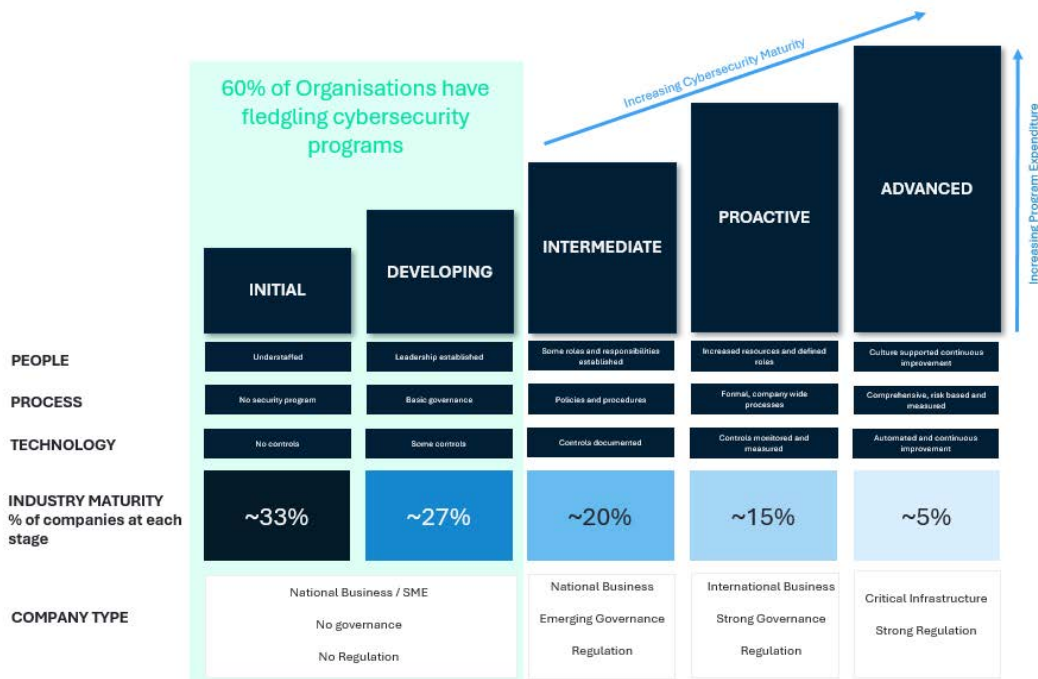 Increasing Cybersecurity Maturity
Increasing Program Expenditure
60% of Organisations have
fledgling cybersecurity
programs
INITIAL
DEVELOPING
INTERMEDIATE
PROACTIVE
ADVANCED
PEOPLE
Understaffed
Leadership established
Some roles and responsibilities
established
Increased resources and defined
roles
Culture supported continuous
improvement
PROCESS
No security program
Basic governance
Policies and procedures
Formal, company wide
processes
Comprehensive, risk based and
measured
TECHNOLOGY
No controls
Some controls
Controls documented
Controls monitored and
measured
Automated and continuous
improvement
INDUSTRY MATURITY
% of companies at each
stage
~33%
~27%
~20%
~15%
~5%
COMPANY TYPE
National Business / SME
No governance
No Regulation
National Business
Emerging Governance
Regulation
International Business
Strong Governance
Regulation
Critical Infrastructure
Strong Regulation